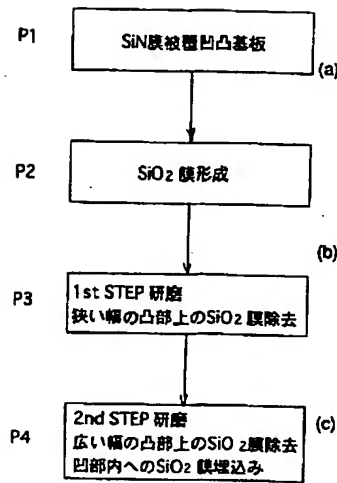 P1
SiN膜被覆凹凸基板
(a)
P2
SiO2 膜形成
(b)
P3
1st STEP 研磨
狭い幅の凸部上のSiO2 膜除去
P4
2nd STEP 研磨
広い幅の凸部上のSiO 2膜除去
凹部内へのSiO2 膜埋込み
(c)